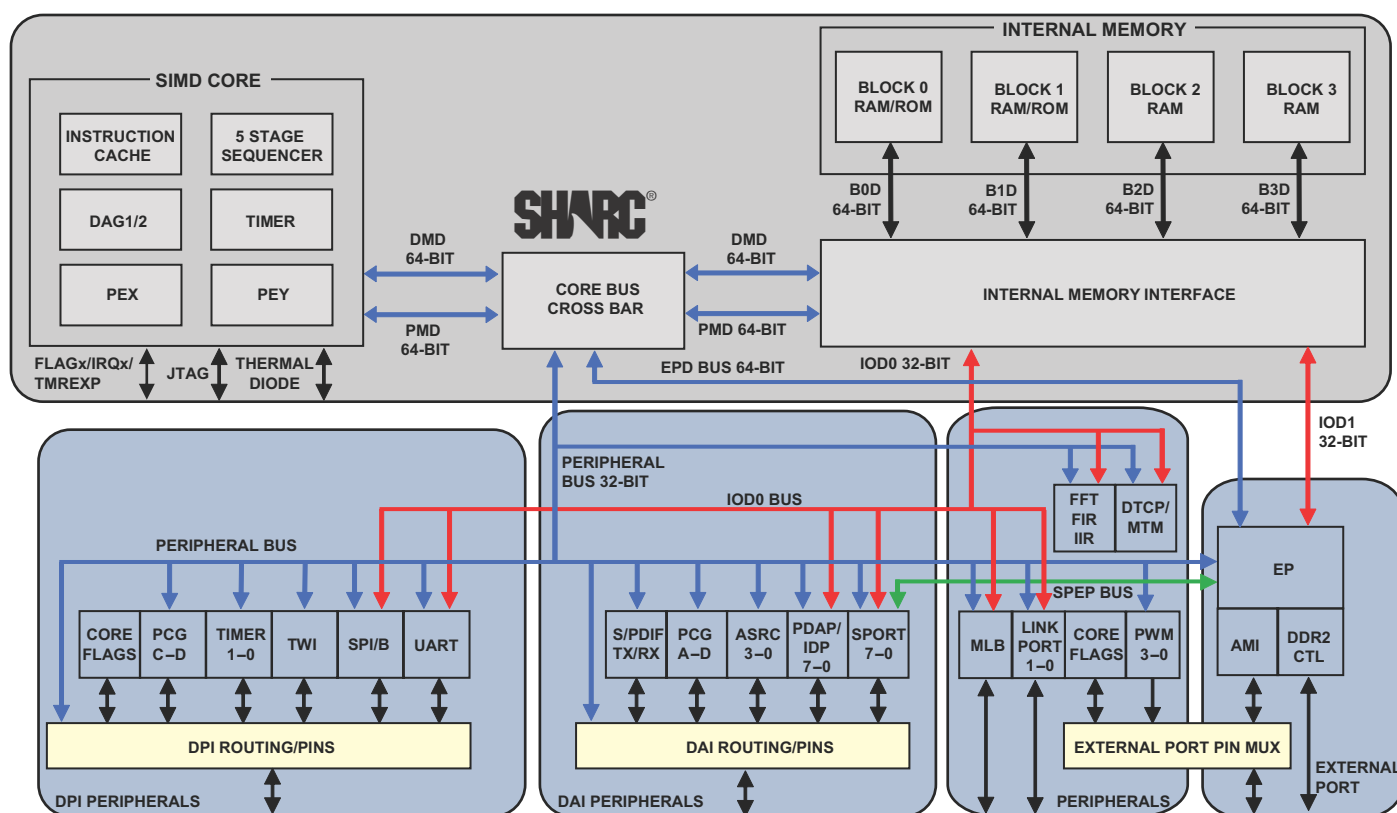 INTERNAL MEMORY
SIMD CORE
BLOCK 0
RAM/ROM
BLOCK 1
RAM/ROM
BLOCK 2
RAM
BLOCK 3
RAM
INSTRUCTION
CACHE
5 STAGE
SEQUENCER
DAG1/2
TIMER
PEX
PEY
SHARC®
B0D
64-BIT
B1D
64-BIT
B2D
64-BIT
B3D
64-BIT
DMD
64-BIT
DMD
64-BIT
CORE BUS
CROSS BAR
INTERNAL MEMORY INTERFACE
PMD
64-BIT
PMD 64-BIT
FLAGx/IRQx/
TMREXP
JTAG
THERMAL
DIODE
EPD BUS 64-BIT
IOD0 32-BIT
IOD1
32-BIT
PERIPHERAL
BUS 32-BIT
IOD0 BUS
PERIPHERAL BUS
FFT
FIR
IIR
DTCP/
MTM
EP
SPEP BUS
CORE
FLAGS
PCG
C–D
TIMER
1–0
TWI
SPI/B
UART
S/PDIF
TX/RX
PCG
A–D
ASRC
3–0
PDAP/
IDP
7–0
SPORT
7–0
MLB
LINK
PORT
1–0
CORE
FLAGS
PWM
3–0
AMI
DDR2
CTL
DPI ROUTING/PINS
DAI ROUTING/PINS
EXTERNAL PORT PIN MUX
DPI PERIPHERALS
DAI PERIPHERALS
PERIPHERALS
EXTERNAL
PORT